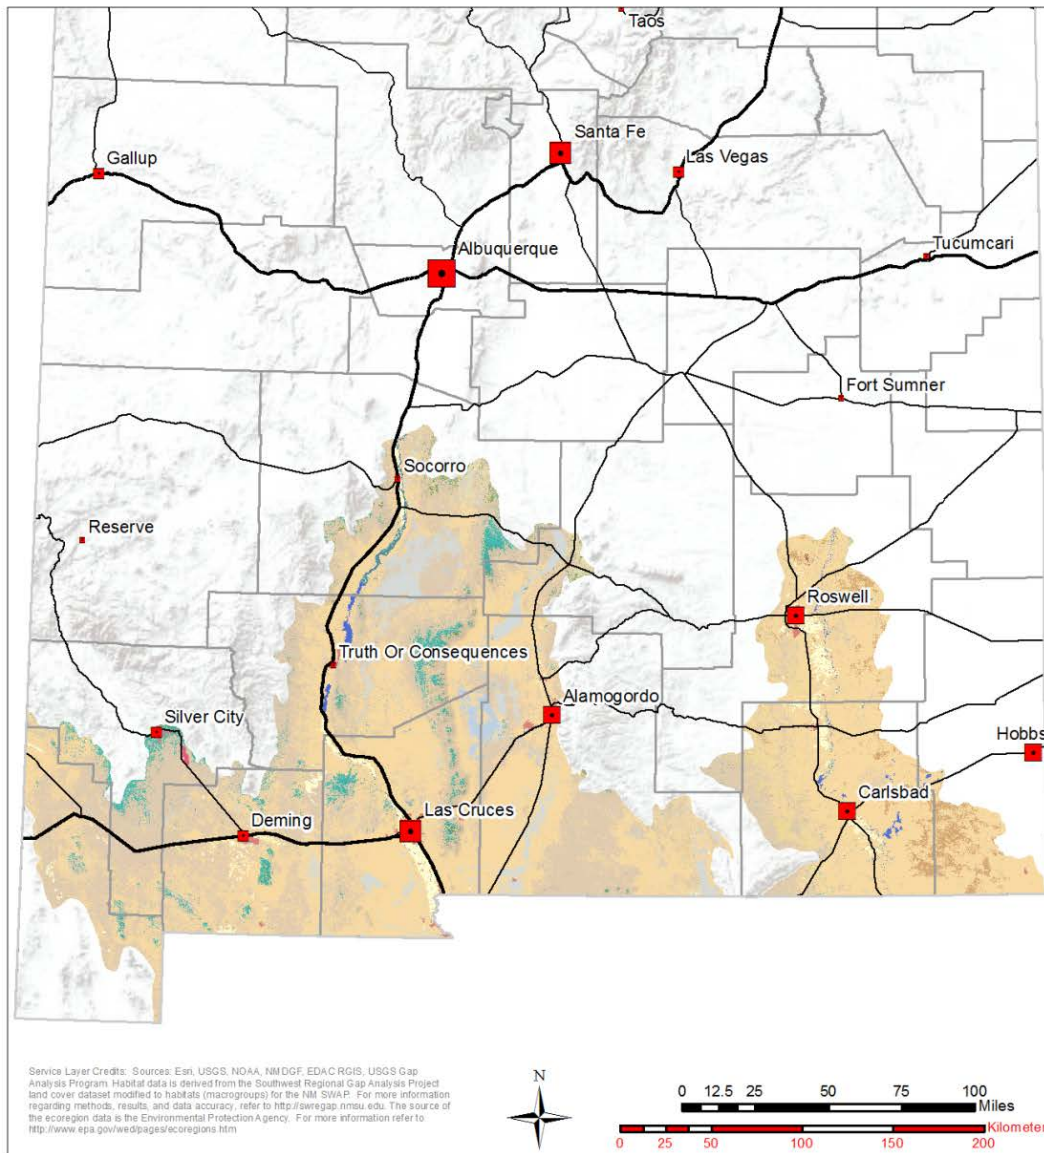 Taos
Santa Fe
Gallup
Las Vegas
Tucumcari
Albuquerque
Fort Sumner
Socorro
Reserve
Roswell
Truth Or Consequences
Alamogordo
Silver City
Hobbs
Carlsbad
Las Cruces
Deming
Service Layer Credits: Sources: Esri, USGS, NOAA, NMDGF, EDAC RGIS, USGS Gap
Analysis Program. Habitat data is derived from the Southwest Regional Gap Analysis Project
land cover dataset modified to habitats (macrogroups) for the NM SWAP. For more information
regarding methods, results, and data accuracy, refer to http://swregap.nmsu.edu. The source of
the ecoregion data is the Environmental Protection Agency. For more information refer to
http://www.epa.gov/wed/pages/ecoregions.htm
N
0 12.5 25 50 75 100
Miles
Kilometer
0 25 50 100 150 200